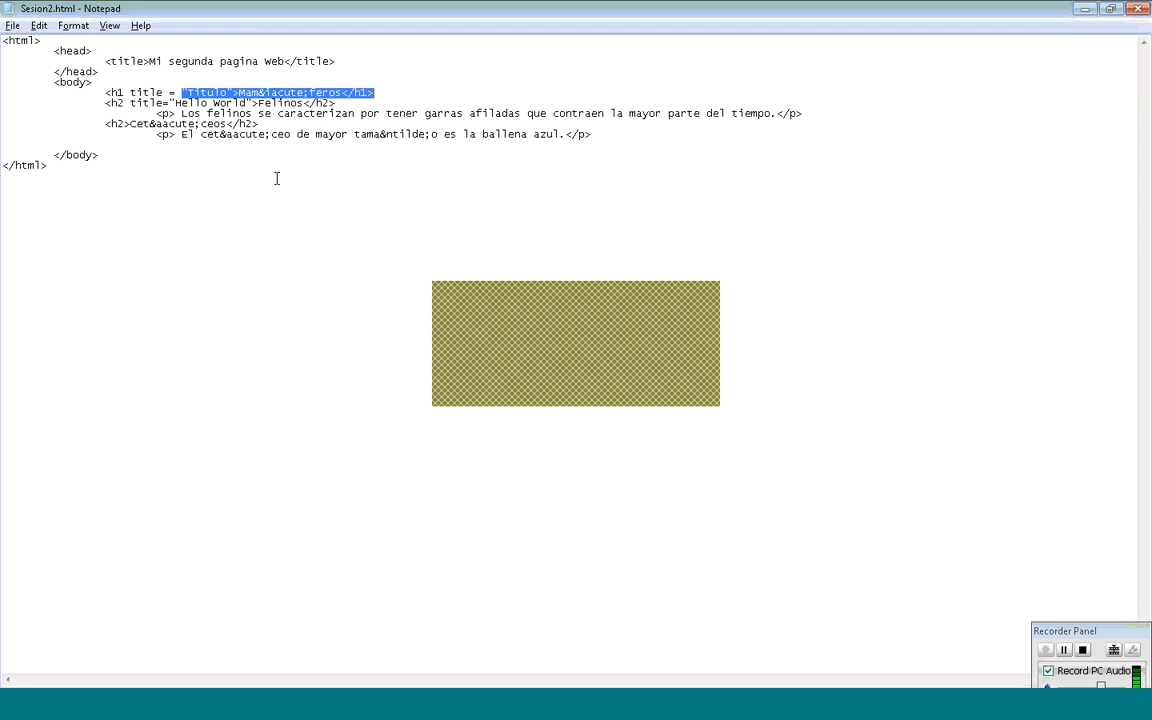 Sesion2.html - Notepad
File Edit Format View Help
<html>
<head>
<title>Mi segunda pagina Web</title>
</head>
<body>
<h1 title = "Titulo">Mam&iacute;feros</h1>
<h2 title="Hello World">Felinos</h2>
<p> Los felinos se caracterizan por tener garras afiladas que contraen la mayor parte del tiempo.</p>
<h2>Cet&aacute;ceos</h2>
<p> El cet&aacute;ceo de mayor tama&ntilde;o es la ballena azul.</p>
</body>
</html>
Recorder Panel
Record PC Audio